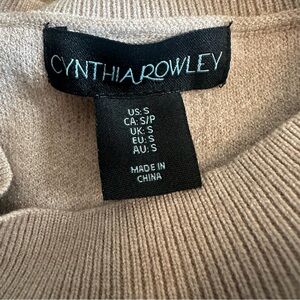 CYNTHIA ROWLEY
US: S
CA: S/P
UK: S
EU: S
AU: S
MADE IN
CHINA